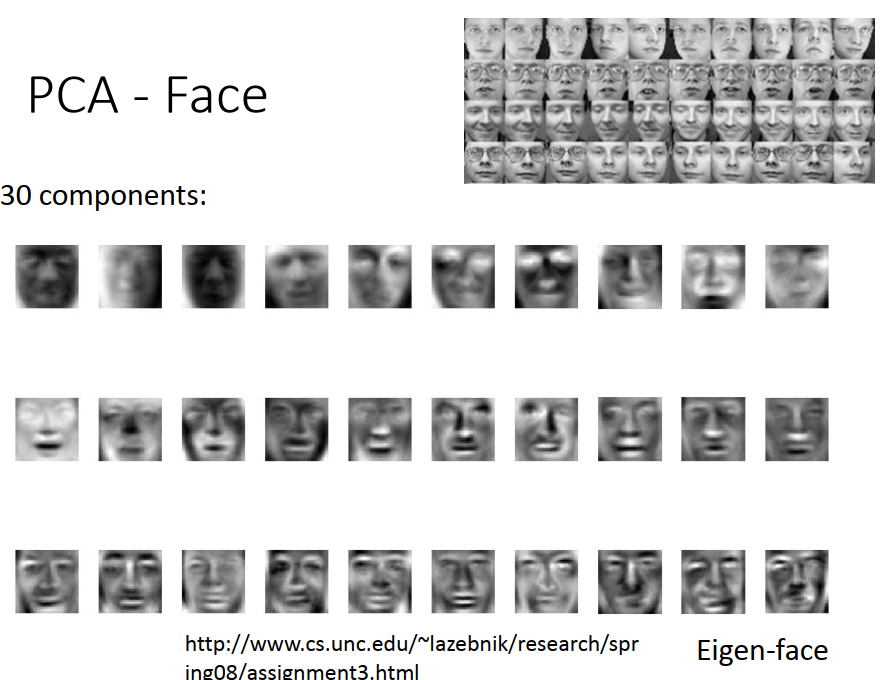 PCA - Face
30 components:
http://www.cs.unc.edu/~lazebnik/research/spr
ing08/assignment3.html
Eigen-face